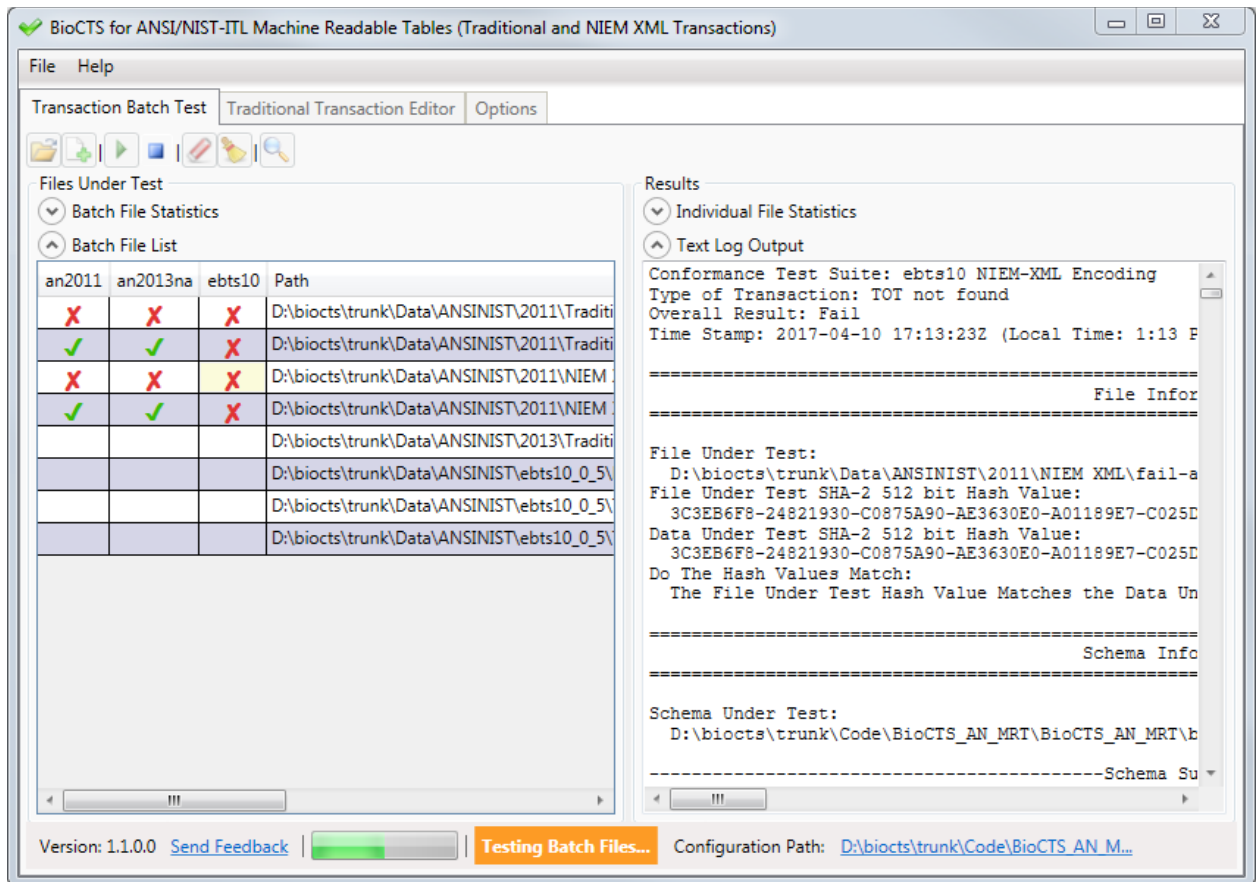 BioCTS for ANSI/NIST-ITL Machine Readable Tables (Traditional and NIEM XML Transactions)
File Help
Transaction Batch Test Traditional Transaction Editor Options
Files Under Test
Batch File Statistics
Batch File List
an2011 an2013na ebts10 Path
D:\biocts\trunk\Data\ANSINIST\2011\Traditi
D:\biocts\trunk\Data\ANSINIST\2011\Traditi
D:\biocts\trunk\Data\ANSINIST\2011\NIEM
D:\biocts\trunk\Data\ANSINIST\2011\NIEM
D:\biocts\trunk\Data\ANSINIST\2013\Traditi
D:\biocts\trunk\Data\ANSINIST\ebts10_0_5\
D:\biocts\trunk\Data\ANSINIST\ebts10_0_5\
D:\biocts\trunk\Data\ANSINIST\ebts10_0_5\
Results
Individual File Statistics
Text Log Output
Conformance Test Suite: ebts10 NIEM-XML Encoding
Type of Transaction: TOT not found
Overall Result: Fail
Time Stamp: 2017-04-10 17:13:23Z (Local Time: 1:13 P
=====================================================
File Infor
=====================================================
File Under Test:
D:\biocts\trunk\Data\ANSINIST\2011\NIEM XML\fail-a
File Under Test SHA-2 512 bit Hash Value:
3C3EB6F8-24821930-C0875A90-AE3630E0-A01189E7-C025D
Data Under Test SHA-2 512 bit Hash Value:
3C3EB6F8-24821930-C0875A90-AE3630E0-A01189E7-C025D
Do The Hash Values Match:
The File Under Test Hash Value Matches the Data Un
=====================================================
Schema Info
=====================================================
Schema Under Test:
D:\biocts\trunk\Code\BioCTS_AN_MRT\BioCTS_AN_MRT\b
-------------------------------------------Schema Su
Version: 1.1.0.0 Send Feedback Testing Batch Files... Configuration Path: D:\biocts\trunk\Code\BioCTS_AN_M...